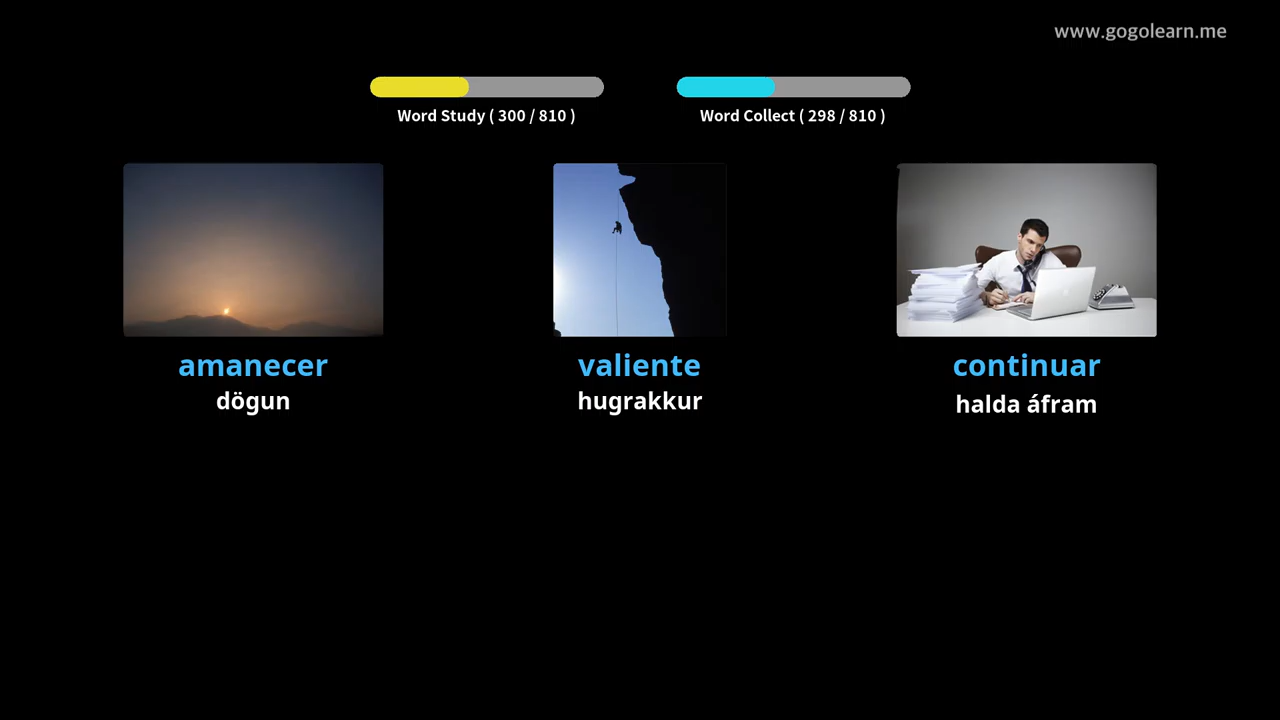 www.gogolearn.me
Word Study ( 300 / 810 )
Word Collect ( 298 / 810 )
amanecer
dögun
valiente
hugrakkur
continuar
halda áfram